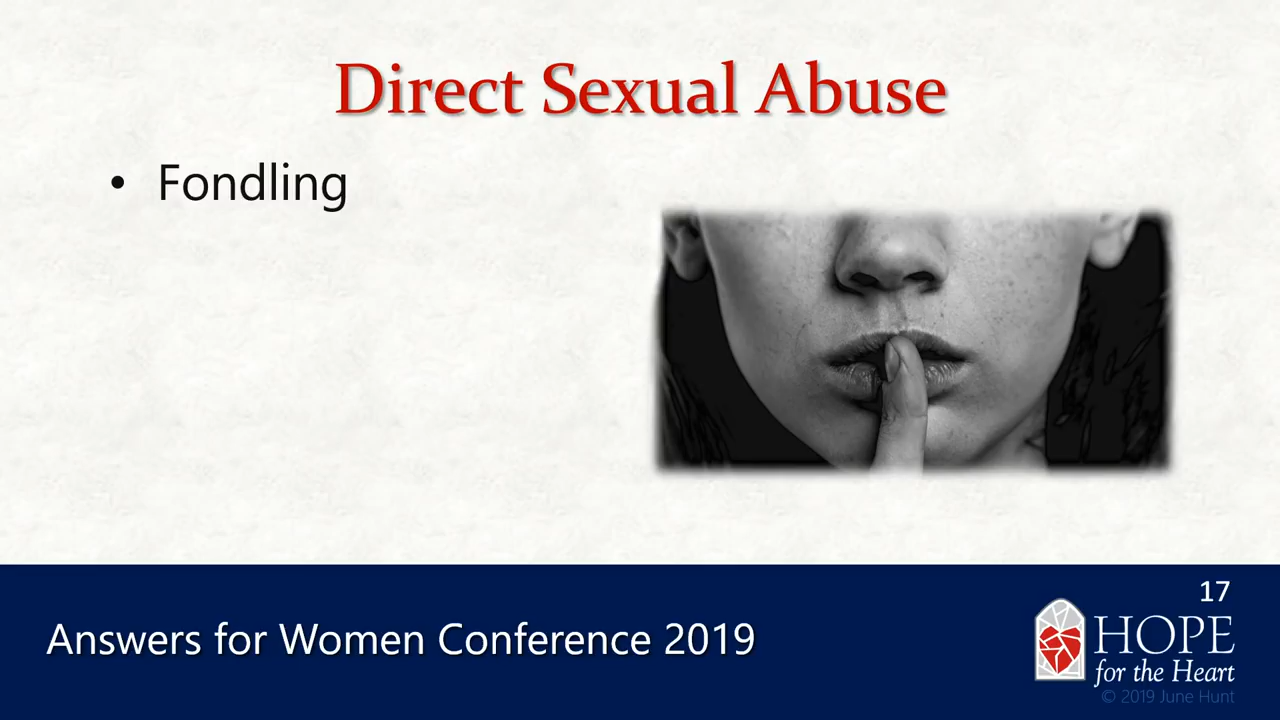 Direct Sexual Abuse
• Fondling
17
Answers for Women Conference 2019
HOPE
for the Heart
© 2019 June Hunt